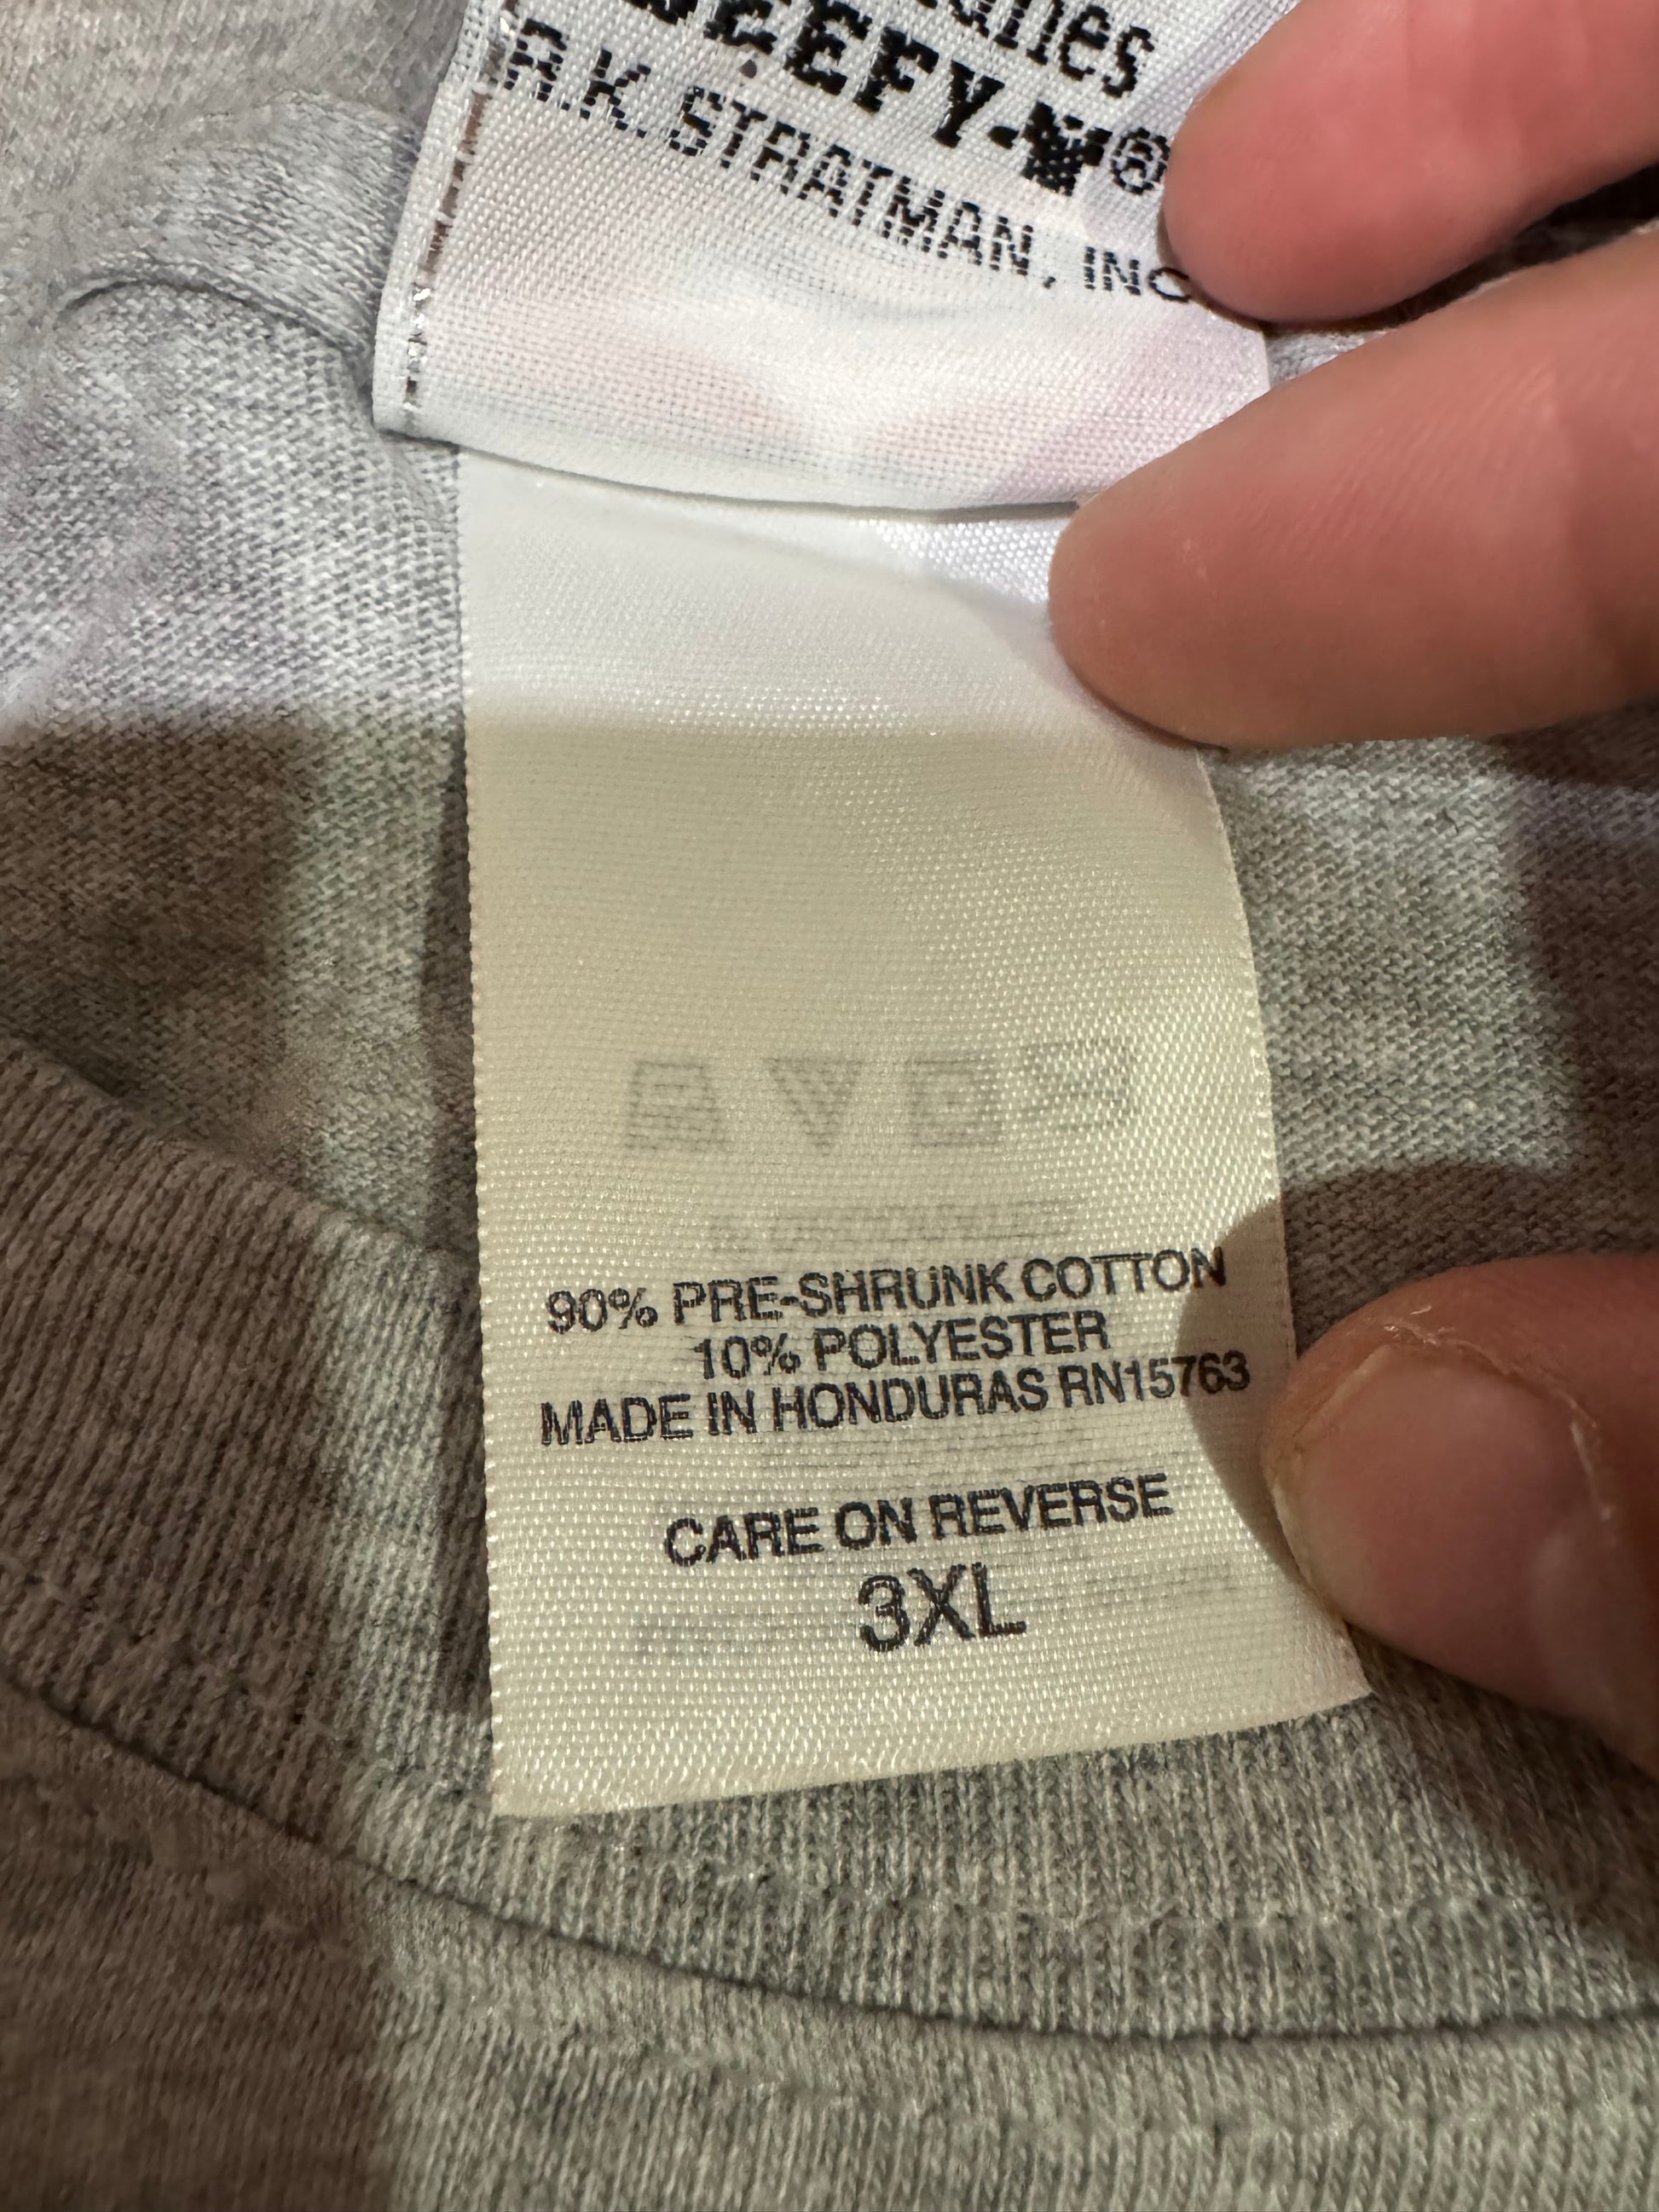 BEEFY-T®
R.K. STRATMAN, INC
90% PRE-SHRUNK COTTON
10% POLYESTER
MADE IN HONDURAS RN15763
CARE ON REVERSE
3XL